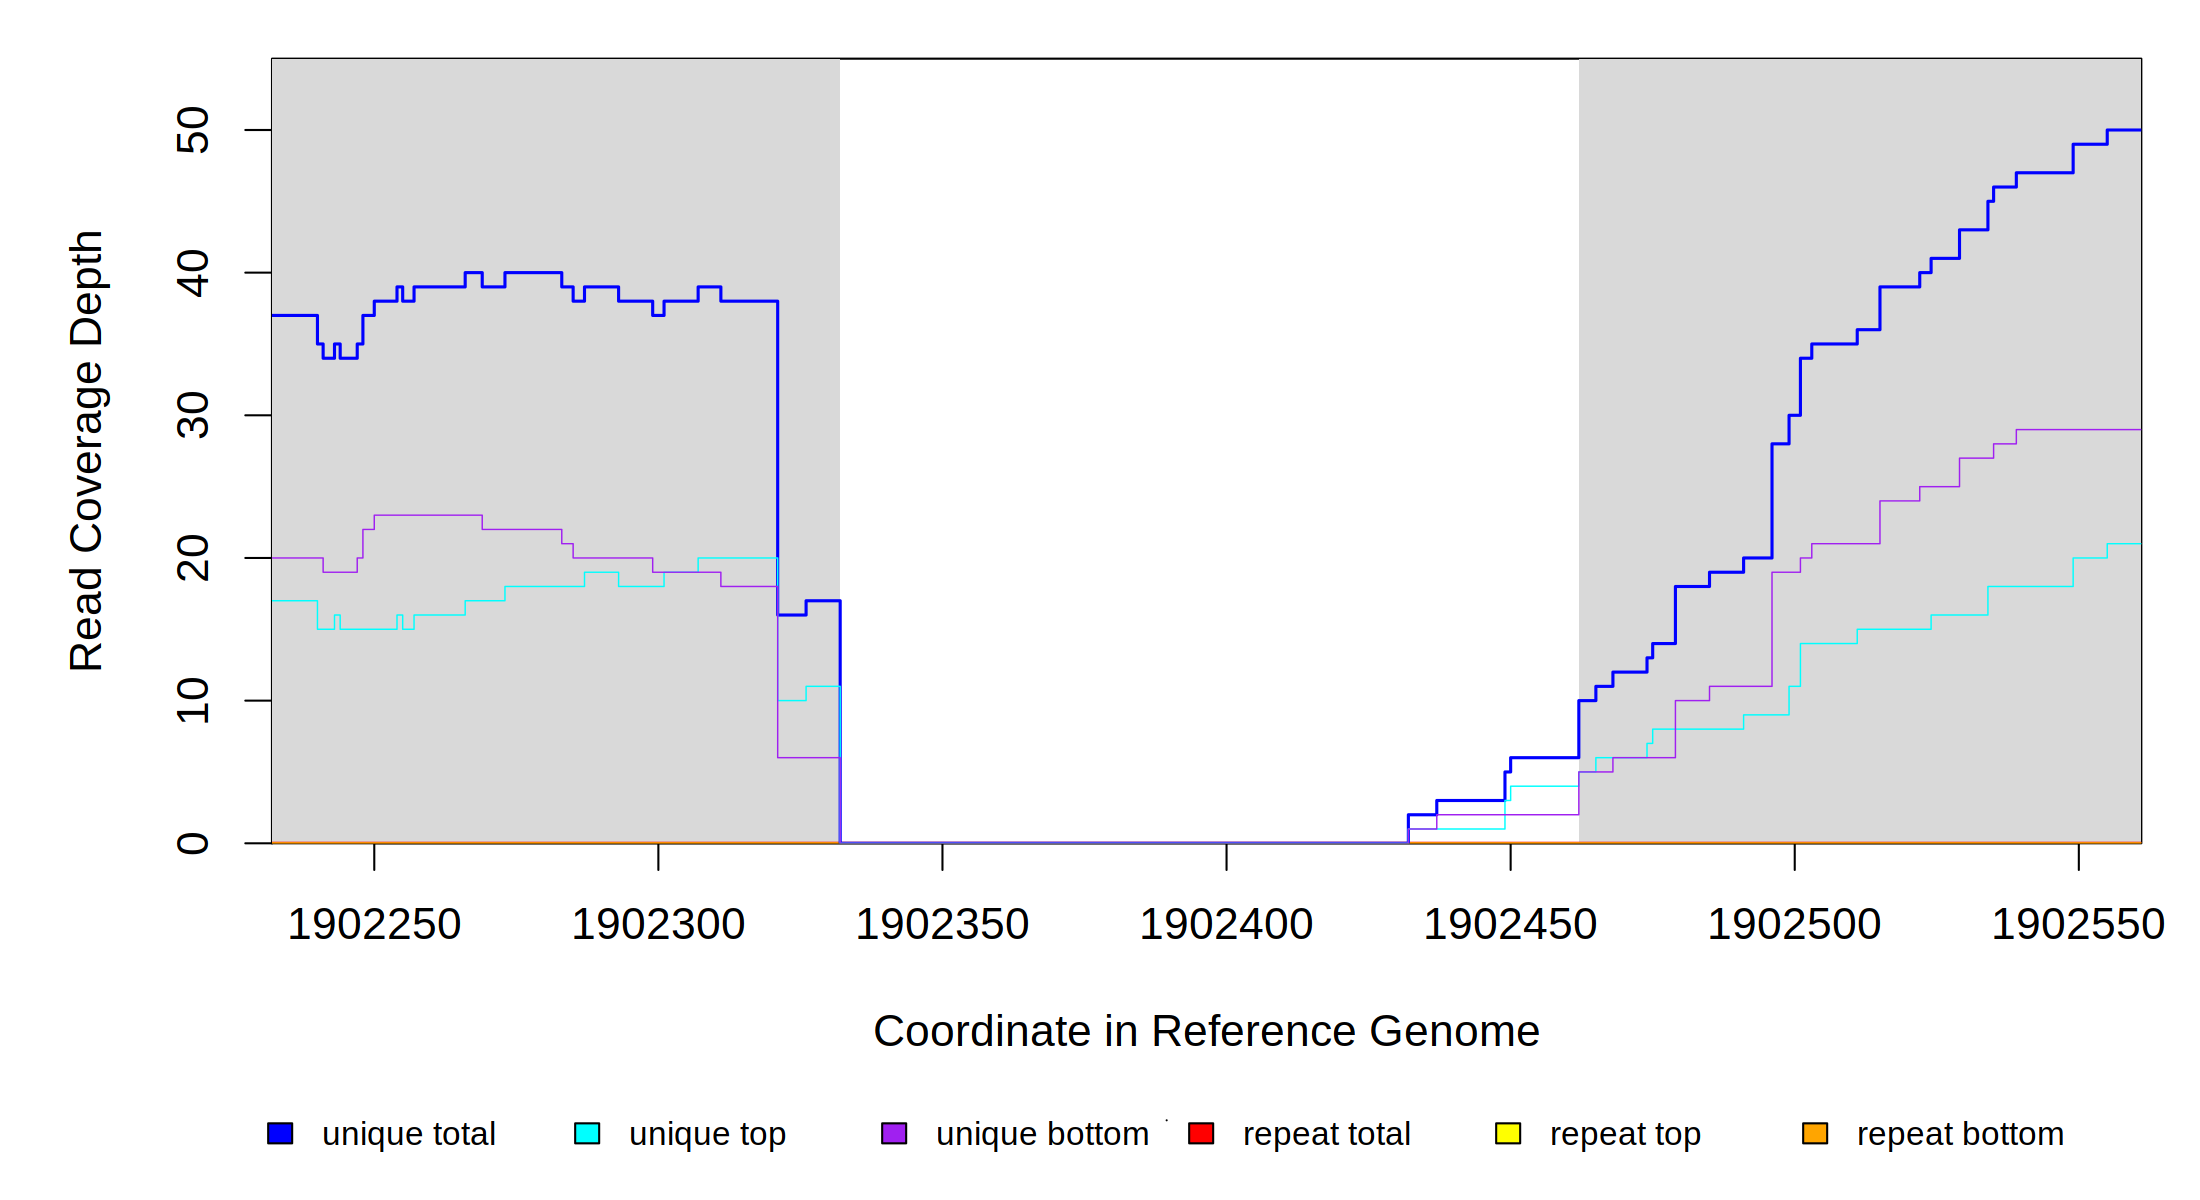 Read Coverage Depth
50
40
30
20
10
0
1902250 1902300 1902350 1902400 1902450 1902500 1902550
Coordinate in Reference Genome
unique total unique top unique bottom repeat total repeat top repeat bottom